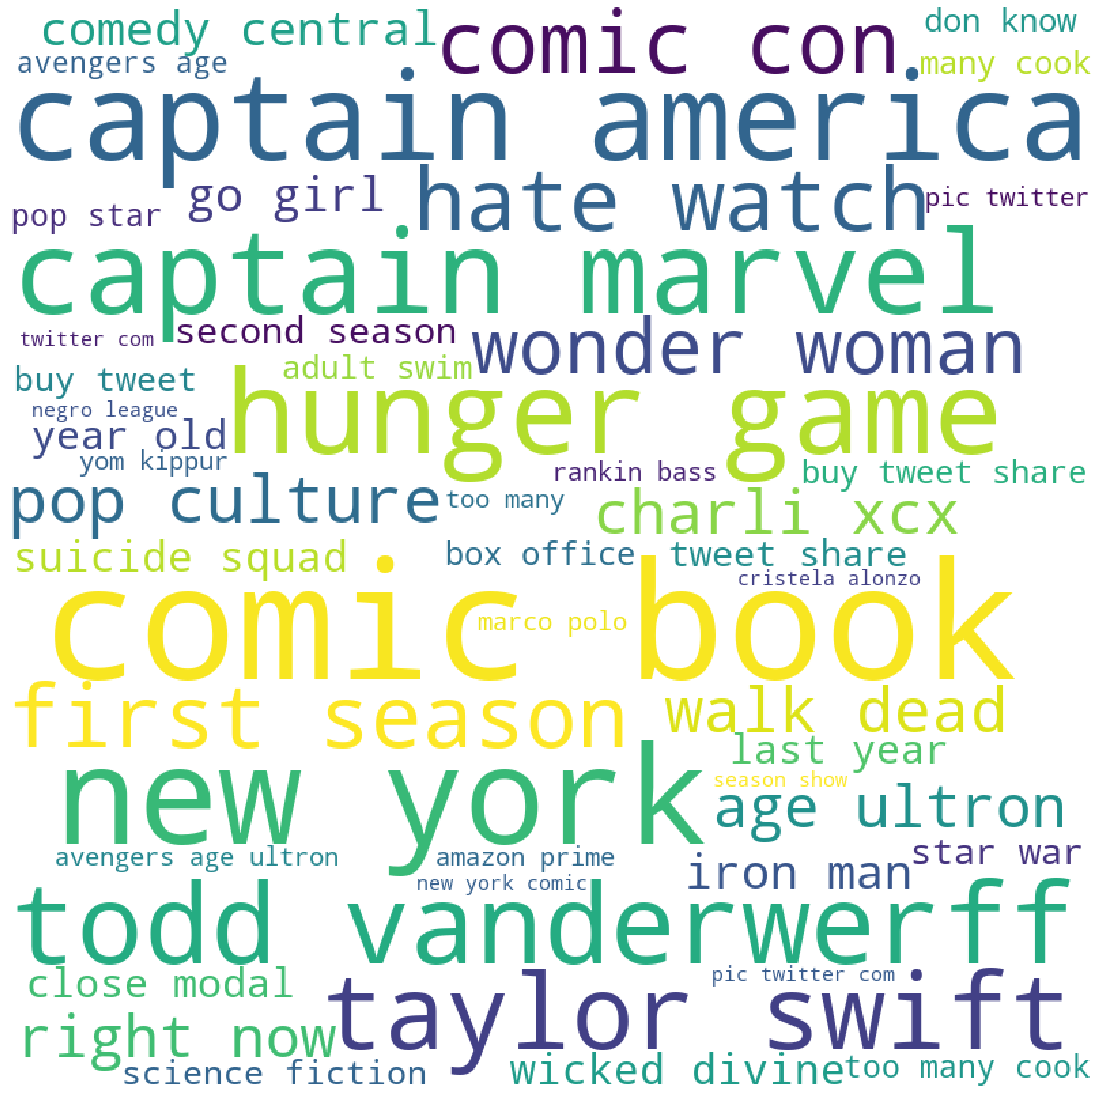 comedy central
comic con
don know
avengers age
many cook
captain america
go girl
hate watch
pic twitter
pop star
captain marvel
twitter com
second season
wonder woman
adult swim
buy tweet
hunger game
negro league
year old
yom kippur
rankin bass
buy tweet share
pop culture
too many
charli xcx
suicide squad
box office
tweet share
cristela alonzo
comic book
marco polo
first season
walk dead
last year
new york
season show
age ultron
avengers age ultron
amazon prime
iron man
star war
new york comic
todd vanderwerff
close modal
taylor swift
pic twitter com
right now
science fiction
wicked divine
too many cook